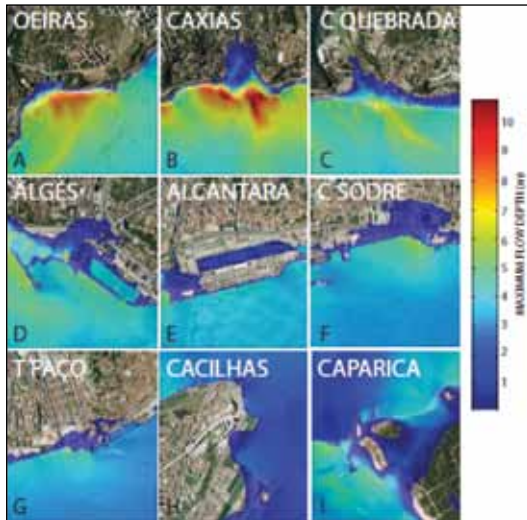 OEIRAS
CAXIAS
C QUEBRADA
A
B
C
ALGÉS
ALCANTARA
C SODRE
D
E
F
T PAÇO
CACILHAS
CAPARICA
G
H
I
10
9
8
7
6
5
4
3
2
1
MAXIMUM FLOW DEPTH